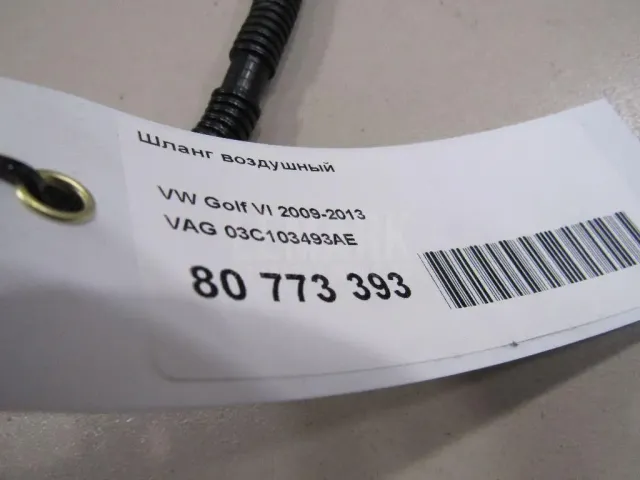 Шланг воздушный
VW Golf VI 2009-2013
VAG 03C103493AE
80 773 393